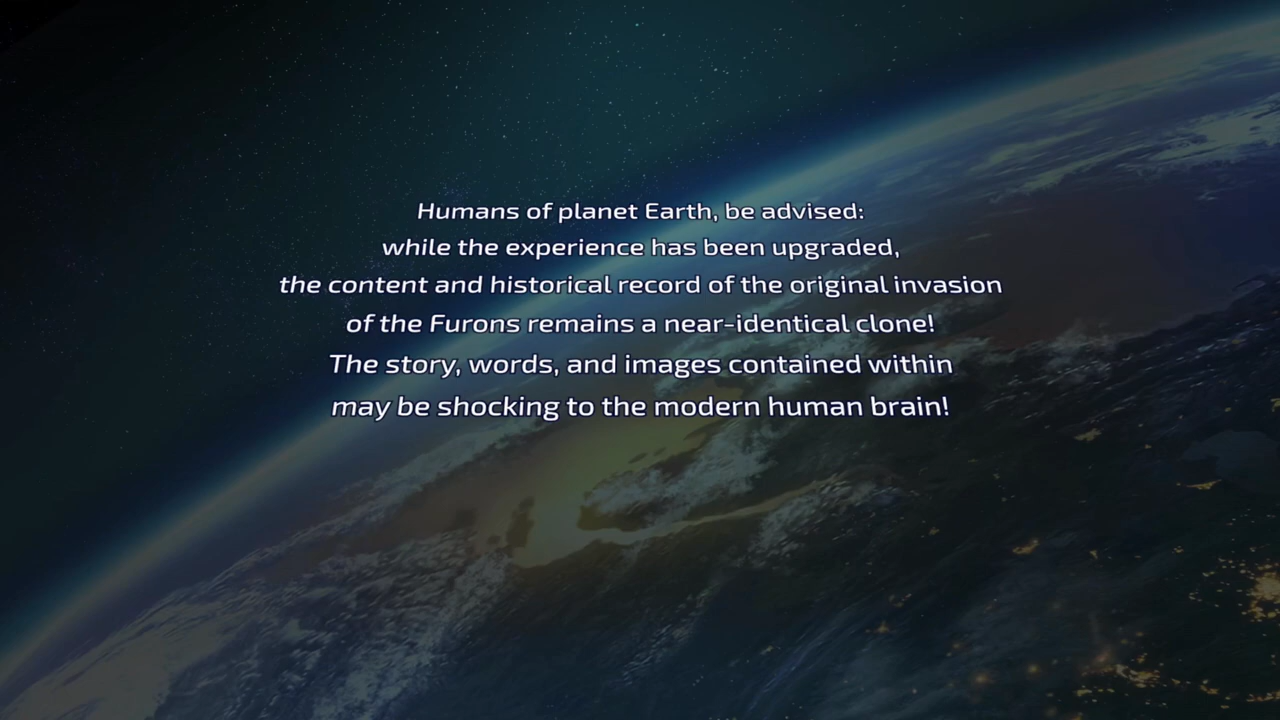 Humans of planet Earth, be advised:
while the experience has been upgraded,
the content and historical record of the original invasion
of the Furons remains a near-identical clone!
The story, words, and images contained within
may be shocking to the modern human brain!